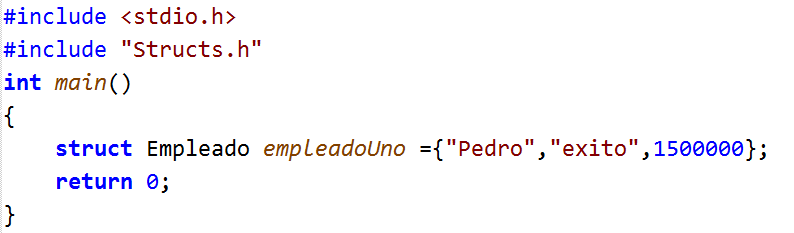 #include <stdio.h>
#include "Structs.h"
int main()
{
    struct Empleado empleadoUno ={"Pedro","exito",1500000};
    return 0;
}